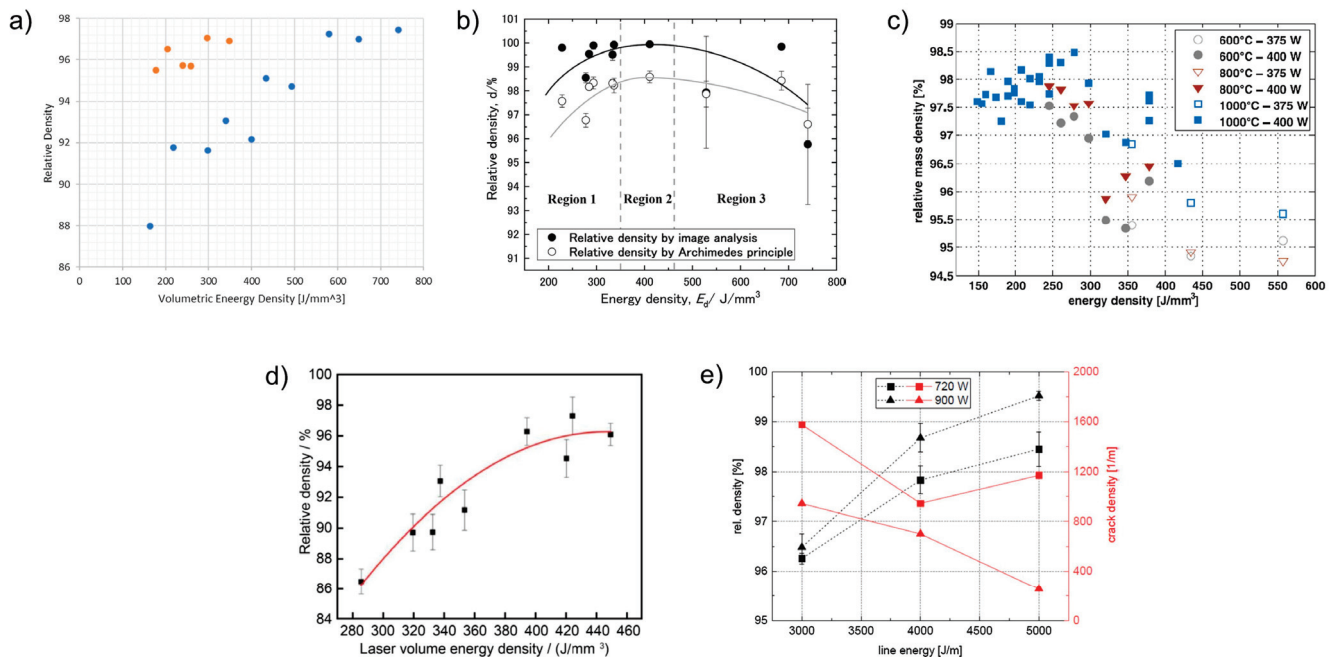 a)
98
96
94
92
90
88
86
0 100 200 300 400 500 600 700 800
Relative Density
Volumetric Eneergy Density [J/mm^3]
b)
101
100
99
98
97
96
95
94
93
92
91
Relative density, d/%
Region 1 Region 2 Region 3
Relative density by image analysis
Relative density by Archimedes principle
200 300 400 500 600 700 800
Energy density, Ed/ J/mm3
c)
98.5
98
97.5
97
96.5
96
95.5
95
94,5
relative mass density [%]
600°C – 375 W
600°C – 400 W
800°C – 375 W
800°C – 400 W
1000°C – 375 W
1000°C – 400 W
100 150 200 250 300 350 400 450 500 550 600
energy density [J/mm3]
d)
100
98
96
94
92
90
88
86
84
Relative density / %
280 300 320 340 360 380 400 420 440 460
Laser volume energy density / (J/mm 3)
e)
100
99
98
97
96
95
rel. density [%]
720 W
900 W
2000
1600
1200
800
400
0
crack density [1/m]
3000 3500 4000 4500 5000
line energy [J/m]